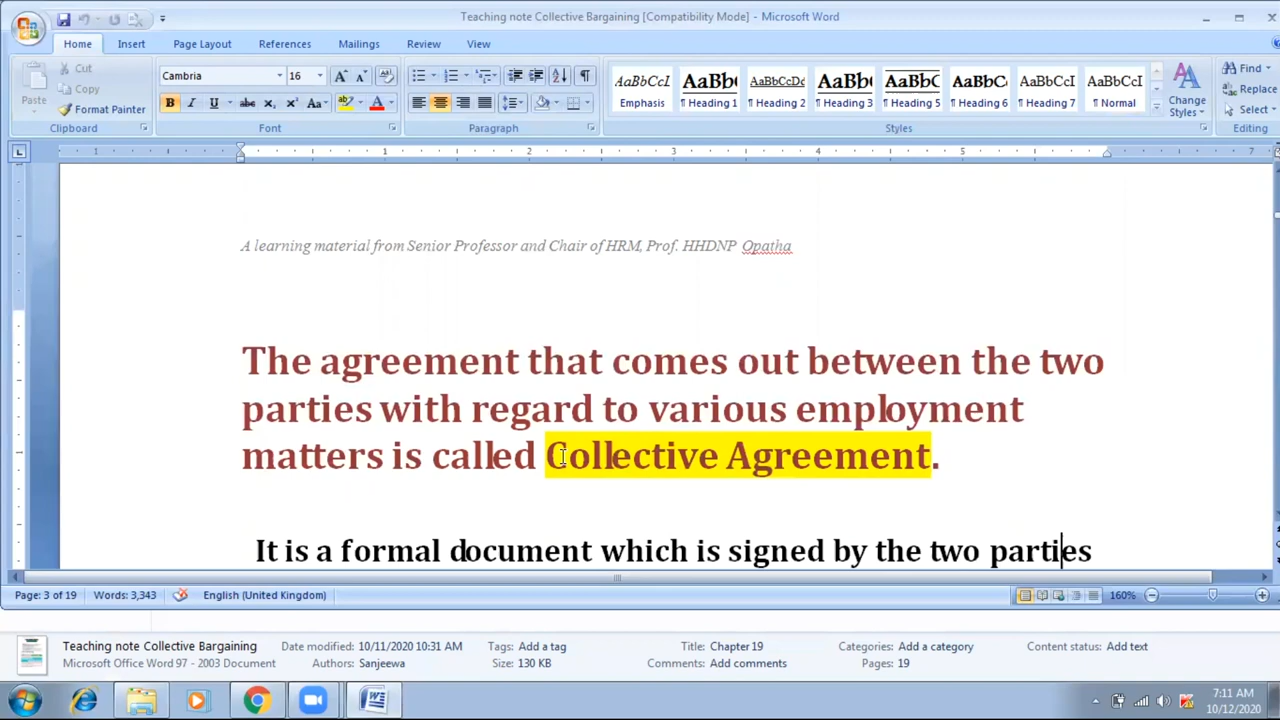 Teaching note Collective Bargaining [Compatibility Mode] - Microsoft Word
Home Insert Page Layout References Mailings Review View
Paste Cut Copy Format Painter
Cambria 16
AaBbCcI AaBb( AaBbCcDd AaBb( AaBbC AaBbC( AaBbCcI AaBbCcI
Emphasis ¶ Heading 1 ¶ Heading 2 ¶ Heading 3 ¶ Heading 5 ¶ Heading 6 ¶ Heading 7 ¶ Normal
Change Styles
Find Replace Select
Clipboard Font Paragraph Styles Editing
1 1 2 3 4 5 7
A learning material from Senior Professor and Chair of HRM, Prof. HHDNP Opatha
The agreement that comes out between the two
parties with regard to various employment
matters is called Collective Agreement.
It is a formal document which is signed by the two parties
Page: 3 of 19 Words: 3,343 English (United Kingdom) 160%
Teaching note Collective Bargaining Date modified: 10/11/2020 10:31 AM Tags: Add a tag Title: Chapter 19 Categories: Add a category Content status: Add text
Microsoft Office Word 97 - 2003 Document Authors: Sanjeewa Size: 130 KB Comments: Add comments Pages: 19
7:11 AM
10/12/2020